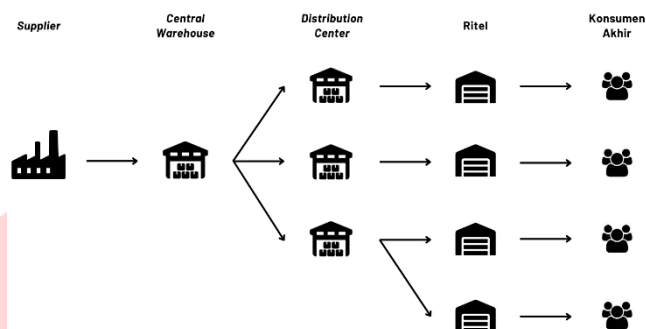 Supplier
Central
Warehouse
Distribution
Center
Ritel
Konsumen
Akhir